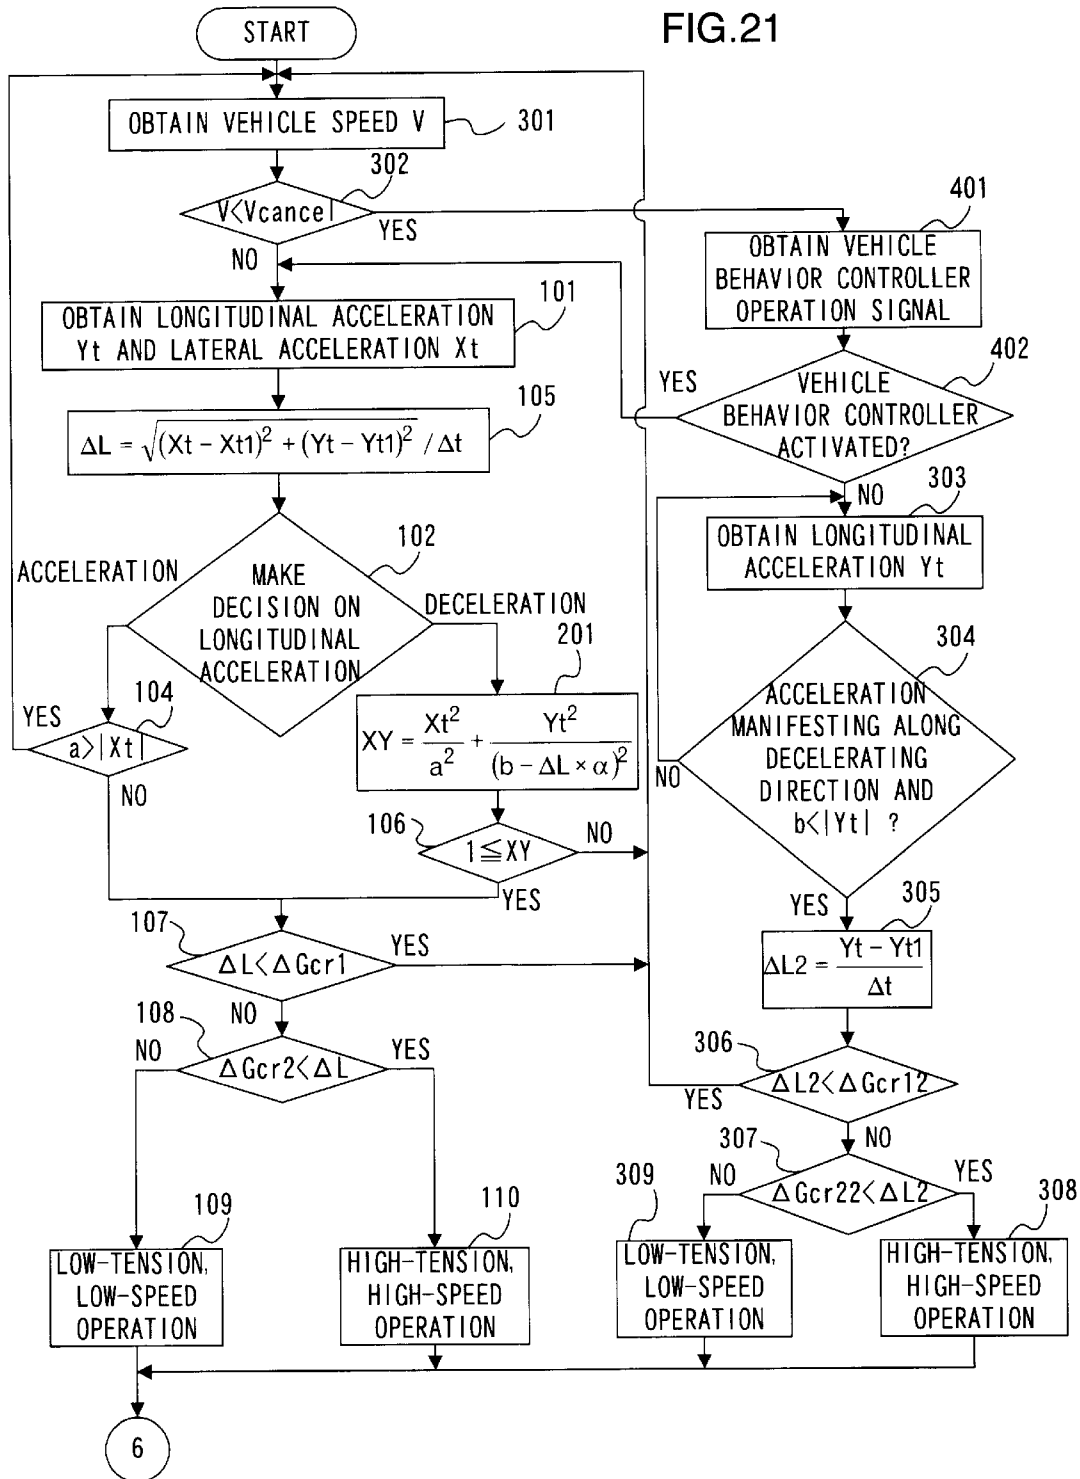 FIG.21
START
OBTAIN VEHICLE SPEED V
301
302
V<Vcancel
YES
NO
401
OBTAIN VEHICLE
BEHAVIOR CONTROLLER
OPERATION SIGNAL
101
OBTAIN LONGITUDINAL ACCELERATION
Yt AND LATERAL ACCELERATION Xt
402
YES
VEHICLE
BEHAVIOR CONTROLLER
ACTIVATED?
NO
105
ΔL = √(Xt – Xt1)² + (Yt – Yt1)² / Δt
303
OBTAIN LONGITUDINAL
ACCELERATION Yt
102
ACCELERATION
MAKE
DECISION ON
LONGITUDINAL
ACCELERATION
DECELERATION
201
XY = Xt²/a² + Yt²/(b – ΔL × α)²
104
YES
a>|Xt|
NO
304
ACCELERATION
MANIFESTING ALONG
DECELERATING
DIRECTION AND
b<|Yt| ?
NO
YES
106
1≦XY
NO
YES
305
ΔL2 = Yt – Yt1/Δt
107
ΔL<ΔGcr1
YES
NO
108
NO
ΔGcr2<ΔL
YES
306
ΔL2<ΔGcr12
YES
NO
307
NO
ΔGcr22<ΔL2
YES
109
LOW-TENSION,
LOW-SPEED
OPERATION
110
HIGH-TENSION,
HIGH-SPEED
OPERATION
309
LOW-TENSION,
LOW-SPEED
OPERATION
308
HIGH-TENSION,
HIGH-SPEED
OPERATION
6